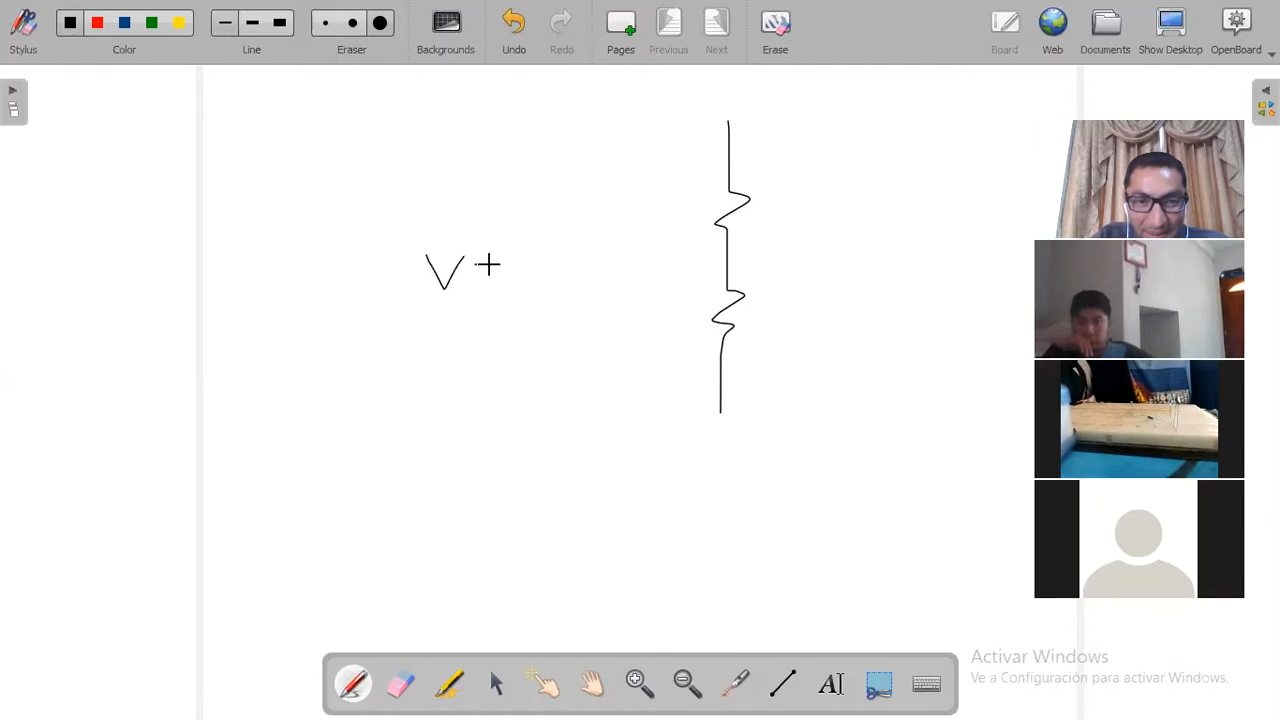 Stylus
Color
Line
Eraser
Backgrounds
Undo
Redo
Pages
Previous
Next
Erase
Board
Web
Documents
Show Desktop
OpenBoard
V
Activar Windows
Ve a Configuración para activar Windows.